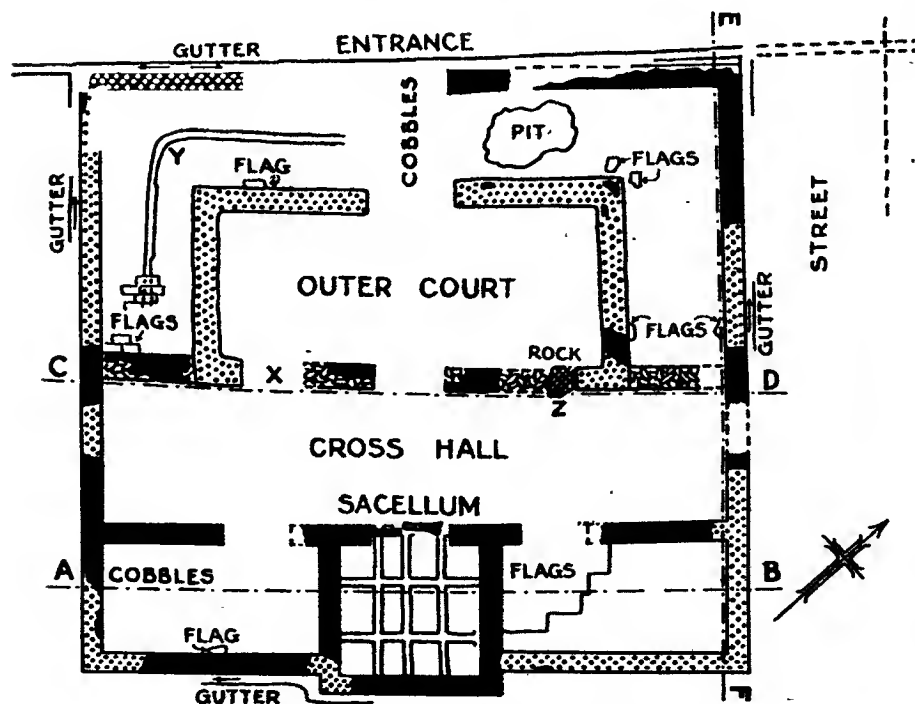 GUTTER
ENTRANCE
E
COBBLES
PIT
Y
FLAG
FLAGS
GUTTER
STREET
OUTER COURT
FLAGS
FLAGS
GUTTER
ROCK
C
X
D
Z
CROSS HALL
SACELLUM
A
COBBLES
FLAGS
B
FLAG
GUTTER
F